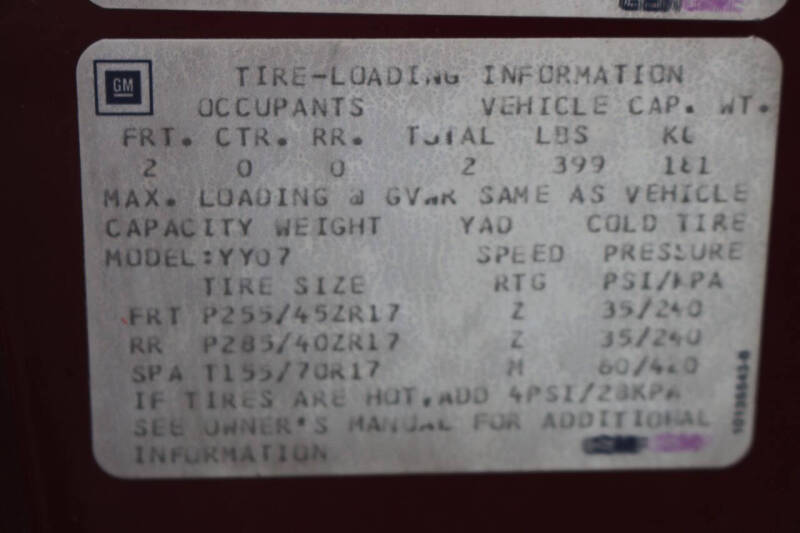 GM
TIRE-LOADING INFORMATION
OCCUPANTS VEHICLE CAP. WT.
FRT. CTR. RR. TOTAL LBS KG
2 0 0 2 399 181
MAX. LOADING @ GVWR SAME AS VEHICLE
CAPACITY WEIGHT YAD COLD TIRE
MODEL:YY07 SPEED PRESSURE
TIRE SIZE RTG PSI/KPA
FRT P255/45ZR17 Z 35/240
RR P285/40ZR17 Z 35/240
SPA T155/70R17 M 60/420
IF TIRES ARE HOT,ADD 4PSI/28KPA
SEE OWNER'S MANUAL FOR ADDITIONAL
INFORMATION